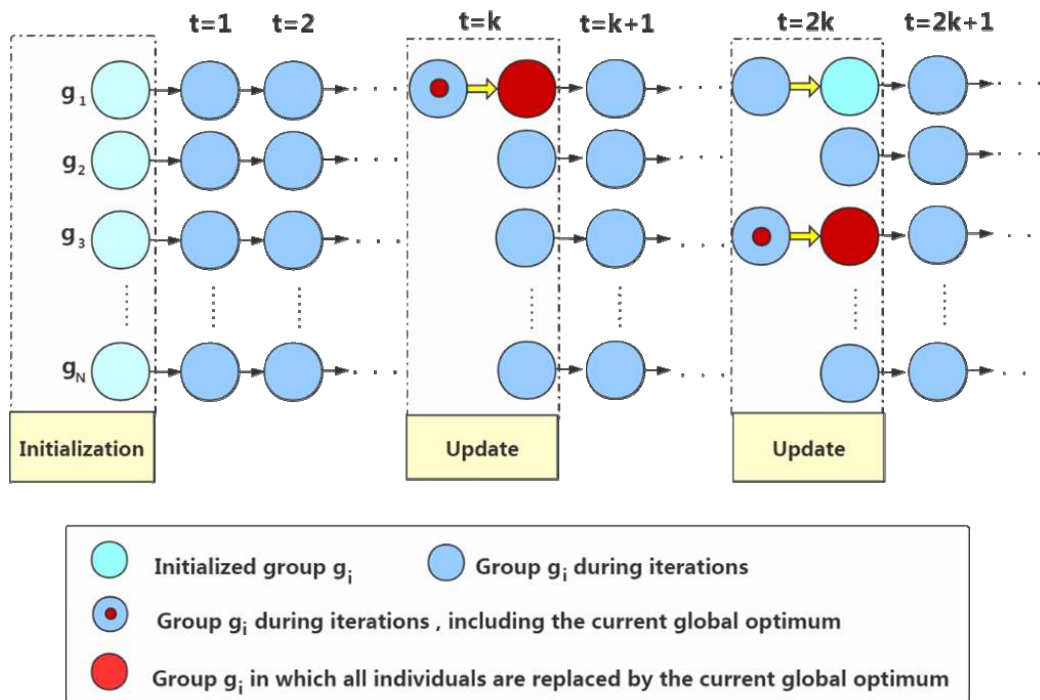 t=1 t=2 t=k t=k+1 t=2k t=2k+1
g1
g2
g3
gN
Initialization Update Update
Initialized group gi Group gi during iterations
Group gi during iterations , including the current global optimum
Group gi in which all individuals are replaced by the current global optimum